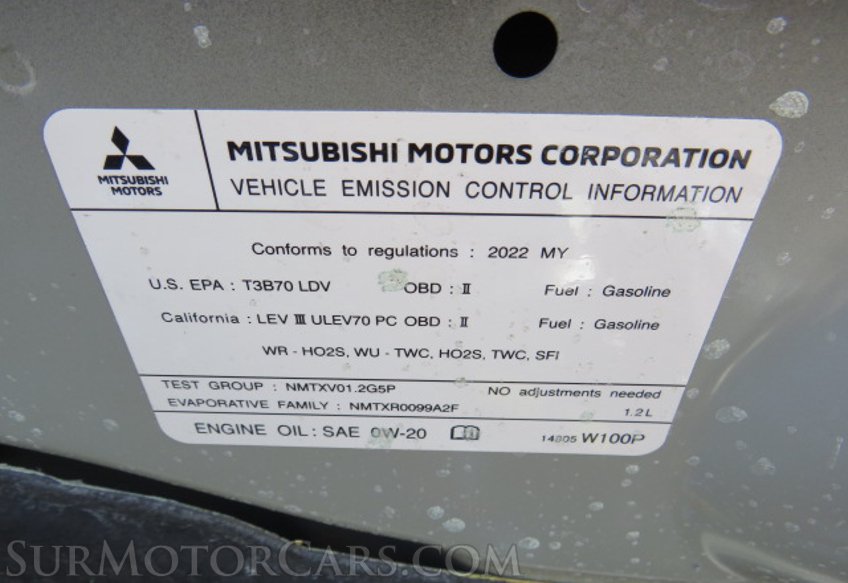 MITSUBISHI
MOTORS
MITSUBISHI MOTORS CORPORATION
VEHICLE EMISSION CONTROL INFORMATION
Conforms to regulations : 2022 MY
U.S. EPA : T3B70 LDV OBD : II Fuel : Gasoline
California : LEV III ULEV70 PC OBD : II Fuel : Gasoline
WR - HO2S, WU - TWC, HO2S, TWC, SFI
TEST GROUP : NMTXV01.2G5P NO adjustments needed
EVAPORATIVE FAMILY : NMTXR0099A2F 1.2 L
ENGINE OIL : SAE 0W-20 14805 W100P
SurMotorCars.com